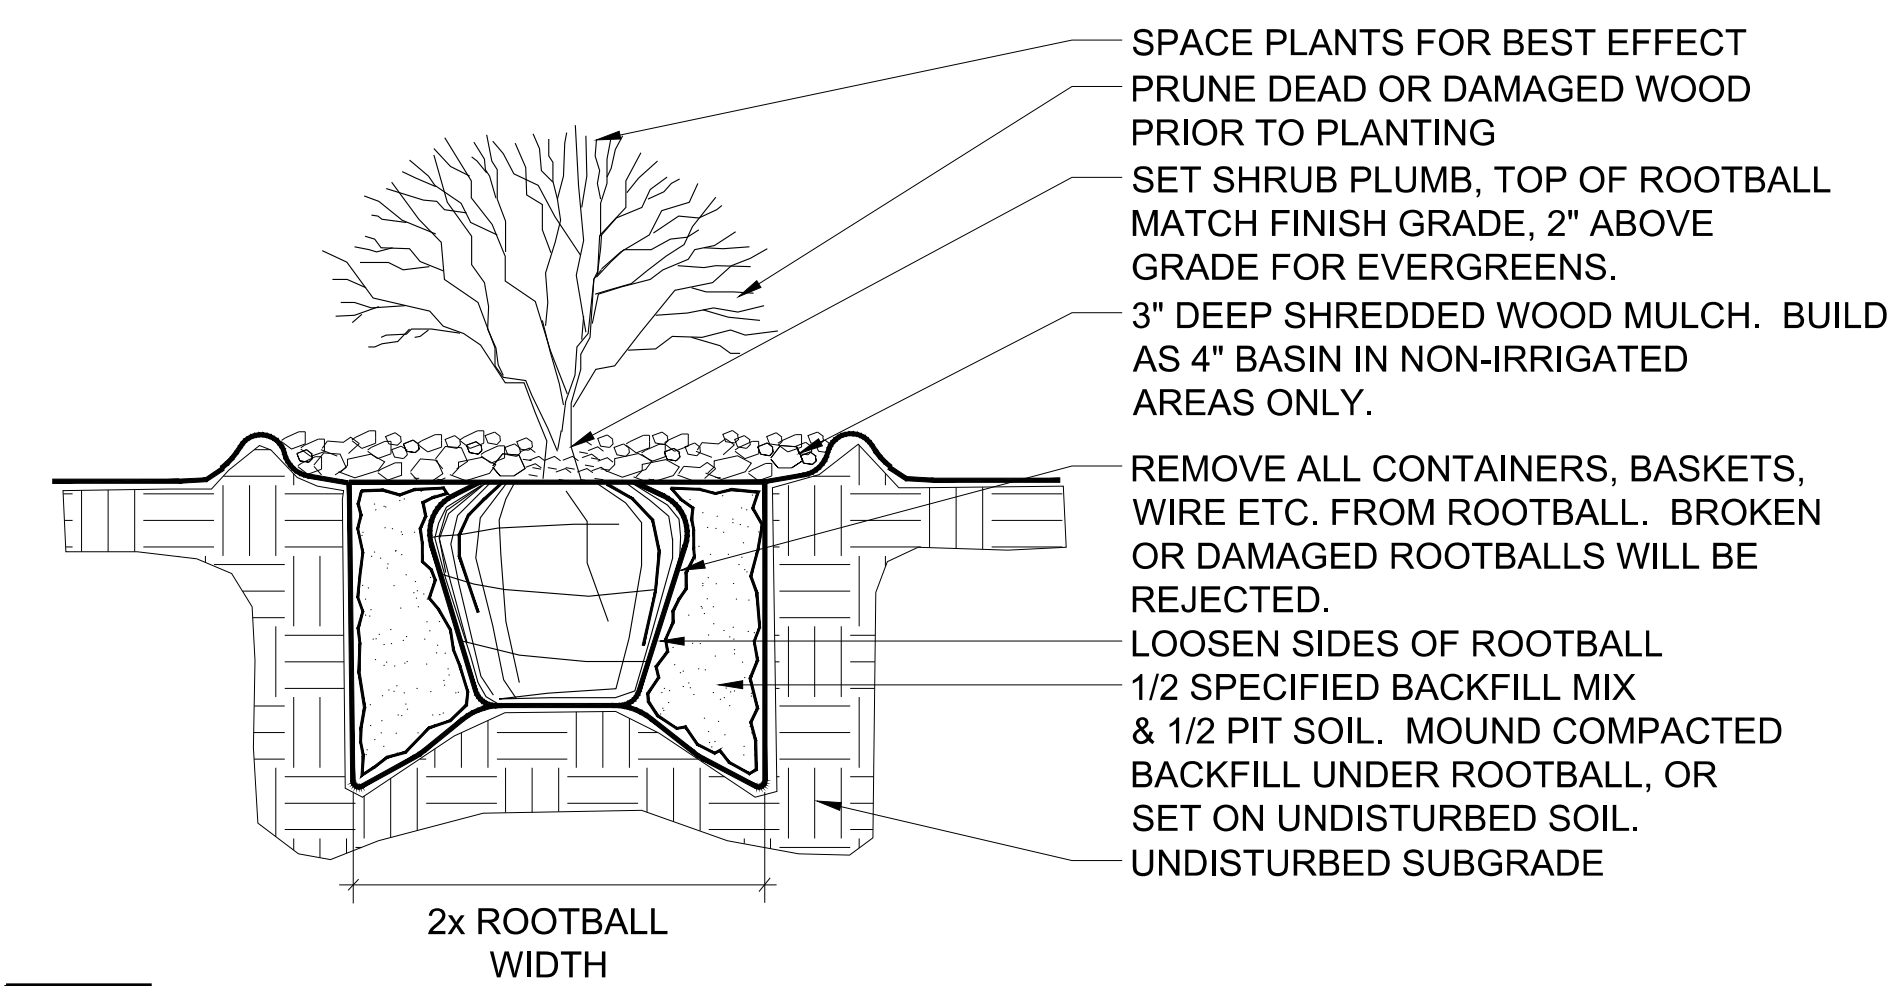 SPACE PLANTS FOR BEST EFFECT
PRUNE DEAD OR DAMAGED WOOD
PRIOR TO PLANTING
SET SHRUB PLUMB, TOP OF ROOTBALL
MATCH FINISH GRADE, 2" ABOVE
GRADE FOR EVERGREENS.
3" DEEP SHREDDED WOOD MULCH.  BUILD
AS 4" BASIN IN NON-IRRIGATED
AREAS ONLY.
REMOVE ALL CONTAINERS, BASKETS,
WIRE ETC. FROM ROOTBALL.  BROKEN
OR DAMAGED ROOTBALLS WILL BE
REJECTED.
LOOSEN SIDES OF ROOTBALL
1/2 SPECIFIED BACKFILL MIX
& 1/2 PIT SOIL.  MOUND COMPACTED
BACKFILL UNDER ROOTBALL, OR
SET ON UNDISTURBED SOIL.
UNDISTURBED SUBGRADE
2x ROOTBALL
WIDTH